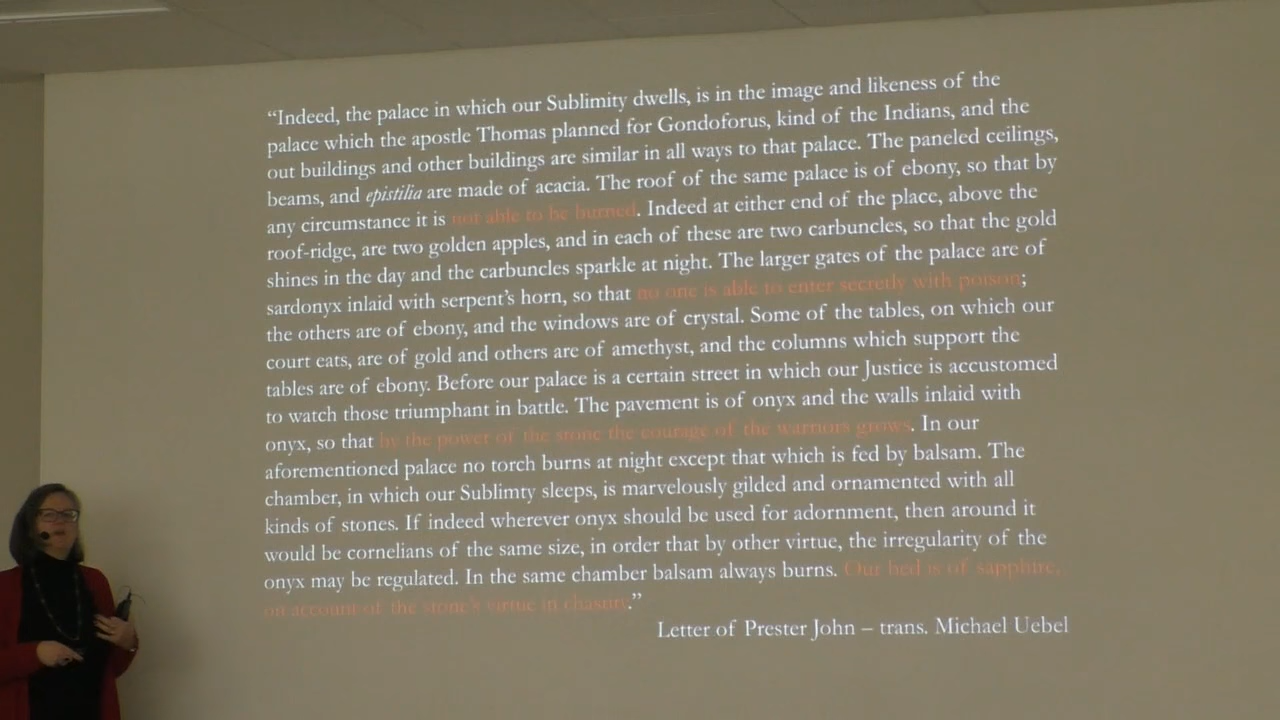 “Indeed, the palace in which our Sublimity dwells, is in the image and likeness of the
palace which the apostle Thomas planned for Gondoforus, kind of the Indians, and the
out buildings and other buildings are similar in all ways to that palace. The paneled ceilings,
beams, and epistilia are made of acacia. The roof of the same palace is of ebony, so that by
any circumstance it is not able to be burned. Indeed at either end of the place, above the
roof-ridge, are two golden apples, and in each of these are two carbuncles, so that the gold
shines in the day and the carbuncles sparkle at night. The larger gates of the palace are of
sardonyx inlaid with serpent’s horn, so that no one is able to enter secretly with poison;
the others are of ebony, and the windows are of crystal. Some of the tables, on which our
court eats, are of gold and others are of amethyst, and the columns which support the
tables are of ebony. Before our palace is a certain street in which our Justice is accustomed
to watch those triumphant in battle. The pavement is of onyx and the walls inlaid with
onyx, so that by the power of the stone the courage of the warriors grows. In our
aforementioned palace no torch burns at night except that which is fed by balsam. The
chamber, in which our Sublimty sleeps, is marvelously gilded and ornamented with all
kinds of stones. If indeed wherever onyx should be used for adornment, then around it
would be cornelians of the same size, in order that by other virtue, the irregularity of the
onyx may be regulated. In the same chamber balsam always burns. Our bed is of sapphire,
on account of the stone’s virtue in chastity.”
Letter of Prester John – trans. Michael Uebel